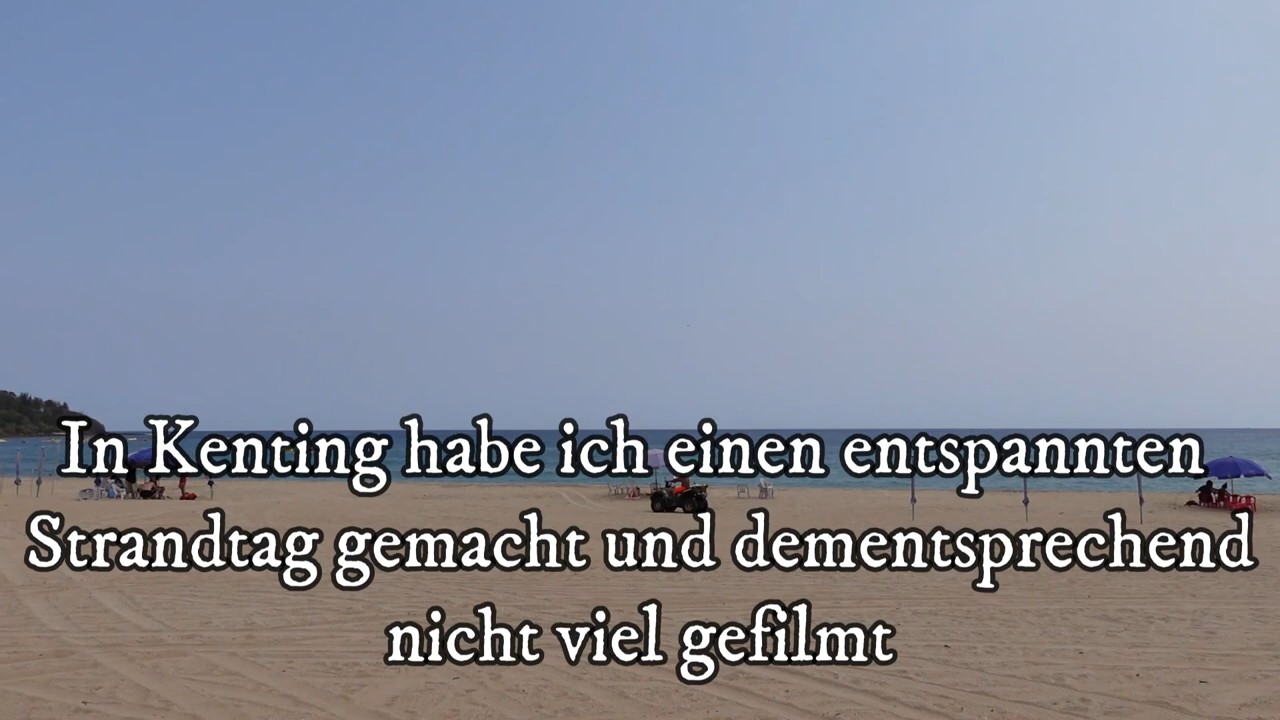 In Kenting habe ich einen entspannten
Strandtag gemacht und dementsprechend
nicht viel gefilmt